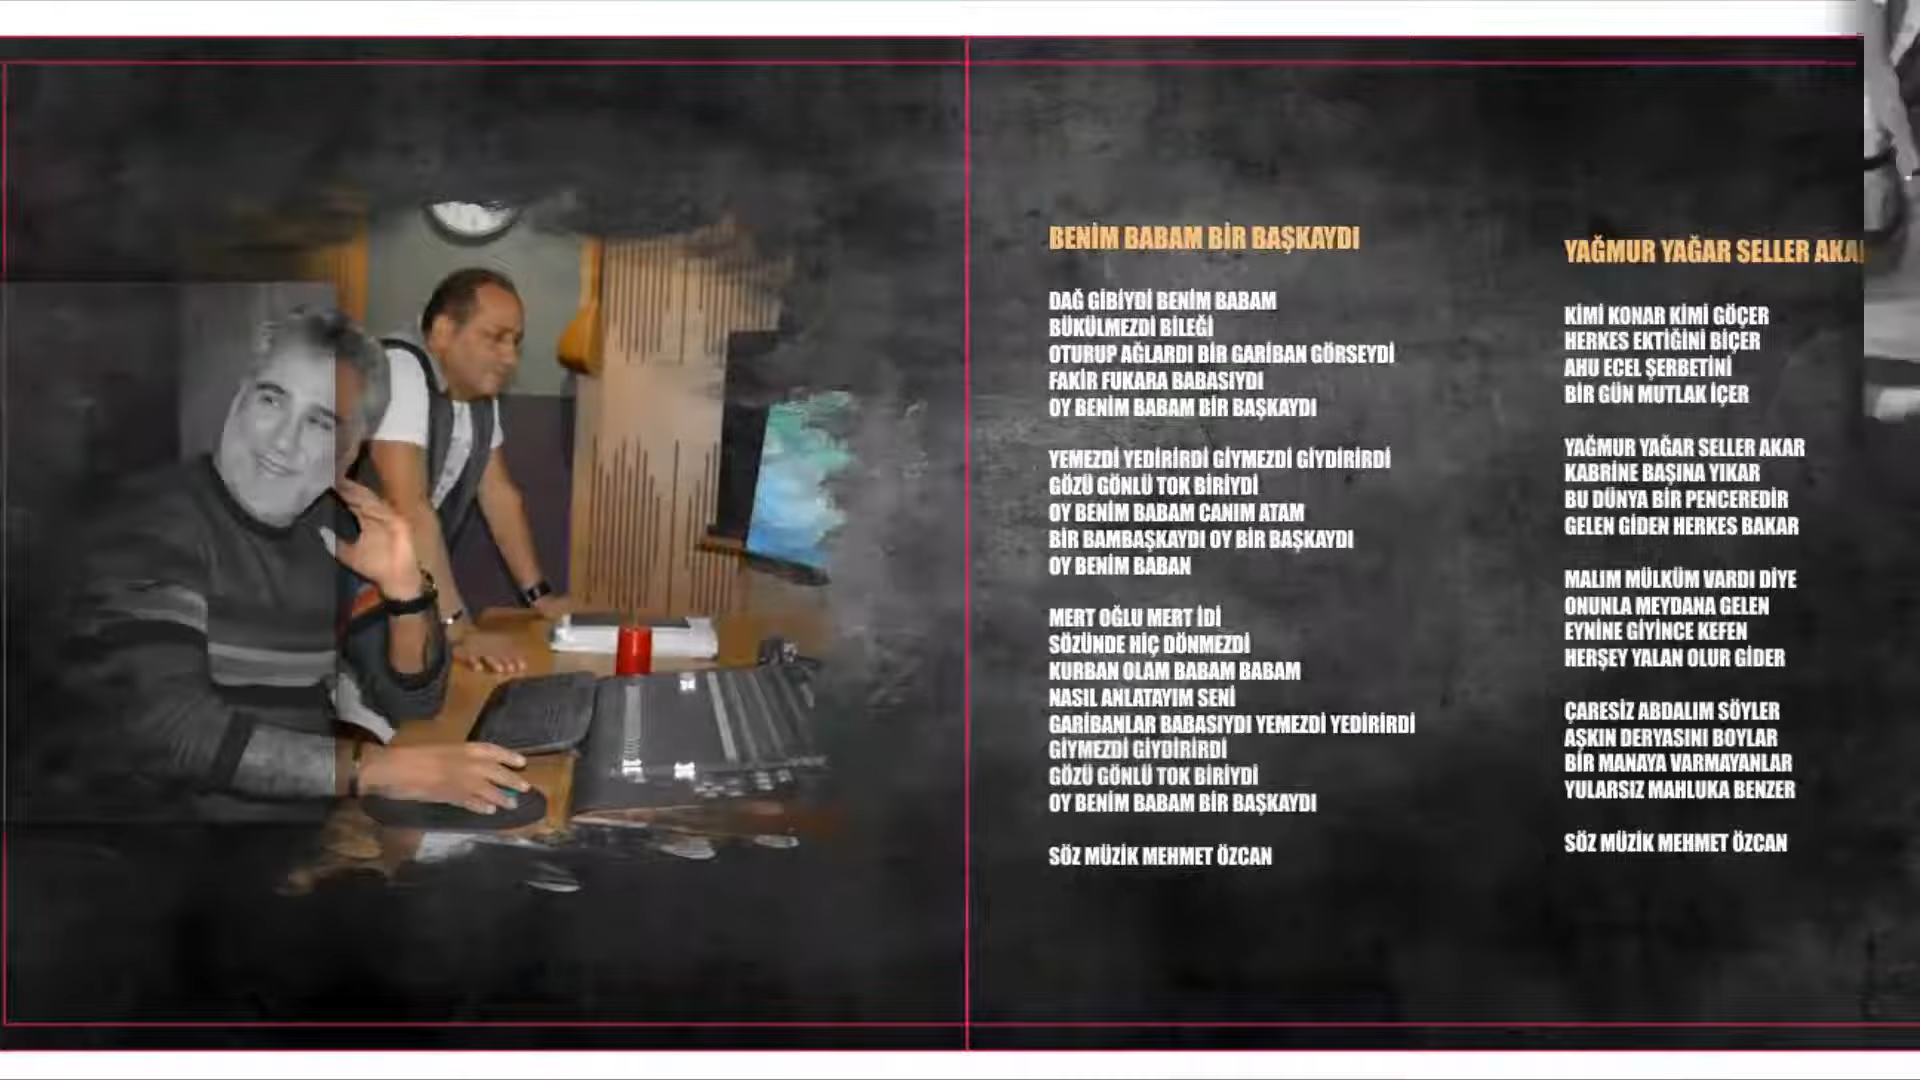 BENİM BABAM BİR BAŞKAYDI
DAĞ GİBİYDİ BENİM BABAM
BÜKÜLMEZDİ BİLEĞİ
OTURUP AĞLARDI BİR GARİBAN GÖRSEYDİ
FAKİR FUKARA BABASIYDI
OY BENİM BABAM BİR BAŞKAYDI
YEMEZDİ YEDİRİRDİ GİYMEZDİ GİYDİRİRDİ
GÖZÜ GÖNLÜ TOK BİRİYDİ
OY BENİM BABAM CANIM ATAM
BİR BAMBAŞKAYDI OY BİR BAŞKAYDI
OY BENİM BABAN
MERT OĞLU MERT İDİ
SÖZÜNDE HİÇ DÖNMEZDİ
KURBAN OLAM BABAM BABAM
NASIL ANLATAYIM SENİ
GARİBANLAR BABASIYDI YEMEZDİ YEDİRİRDİ
GİYMEZDİ GİYDİRİRDİ
GÖZÜ GÖNLÜ TOK BİRİYDİ
OY BENİM BABAM BİR BAŞKAYDI
SÖZ MÜZİK MEHMET ÖZCAN
YAĞMUR YAĞAR SELLER
KİMİ KONAR KİMİ GÖÇER
HERKES EKTİĞİNİ BİÇER
AHU ECEL ŞERBETİNİ
BİR GÜN MUTLAK İÇER
YAĞMUR YAĞAR SELLER AKAR
KABRİNE BAŞINA YIKAR
BU DÜNYA BİR PENCEREDİR
GELEN GİDEN HERKES BAKAR
MALIM MÜLKÜM VARDI DİYE
ONUNLA MEYDANA GELEN
EYNİNE GİYİNCE KEFEN
HERŞEY YALAN OLUR GİDER
ÇARESİZ ABDALIM SÖYLER
AŞKIN DERYASINI BOYLAR
BİR MANAYA VARMAYANLAR
YULARSIZ MAHLUKA BENZER
SÖZ MÜZİK MEHMET ÖZCAN